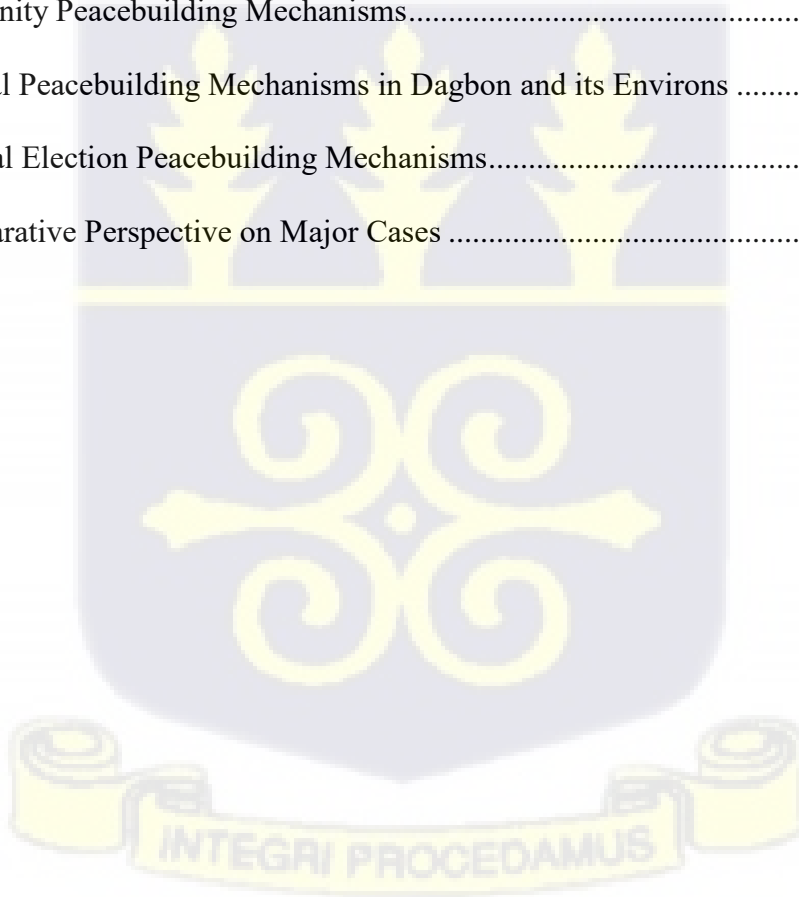 nity Peacebuilding Mechanisms................................................
l Peacebuilding Mechanisms in Dagbon and its Environs ........
al Election Peacebuilding Mechanisms.......................................
arative Perspective on Major Cases ............................................
INTEGRI PROCEDAMUS